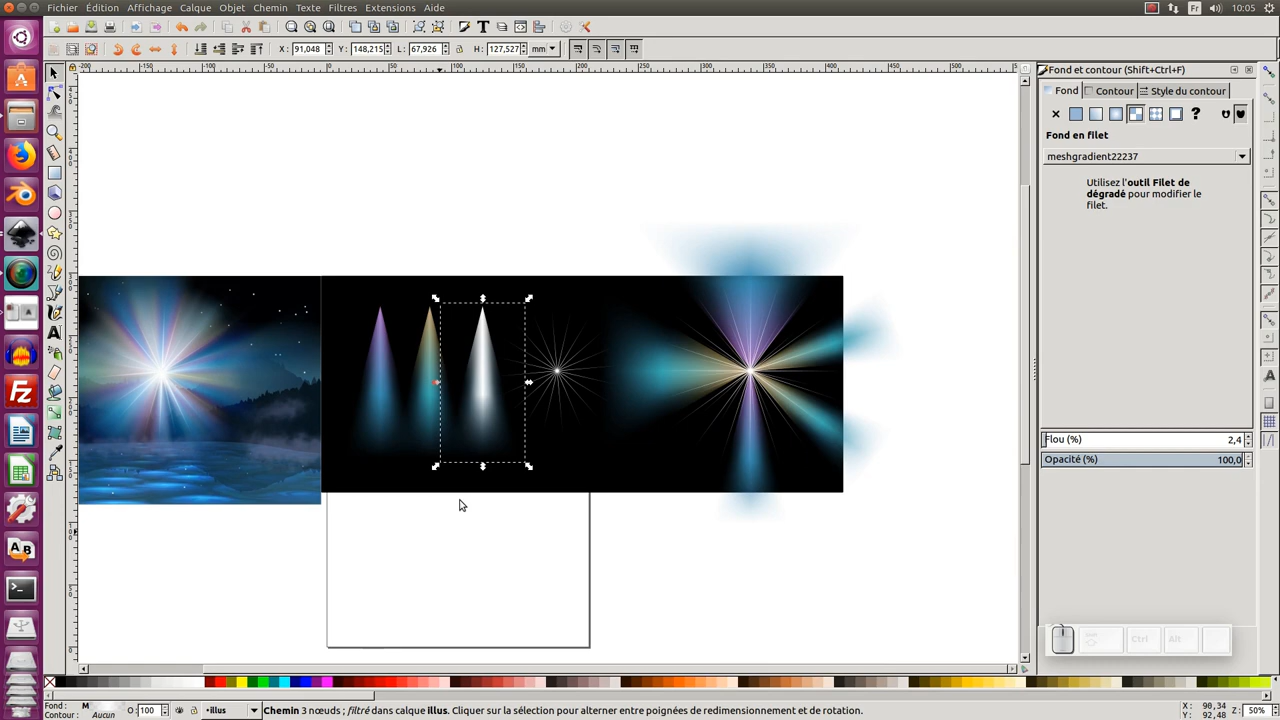 Fichier Édition Affichage Calque Objet Chemin Texte Filtres Extensions Aide
Fr 10:05
X: 91,048 Y: 148,215 L: 67,926 H: 127,527 mm
Fond et contour (Shift+Ctrl+F)
Fond Contour Style du contour
?
Fond en filet
meshgradient22237
Utilisez l'outil Filet de
dégradé pour modifier le
filet.
Flou (%) 2,4
Opacité (%) 100,0
Ctrl Alt
Fond : M
Contour : Aucun
O: 100
•illus
Chemin 3 nœuds; filtré dans calque illus. Cliquer sur la sélection pour alterner entre poignées de redimensionnement et de rotation.
X: 90,34
Y: 92,48
Z: 50%